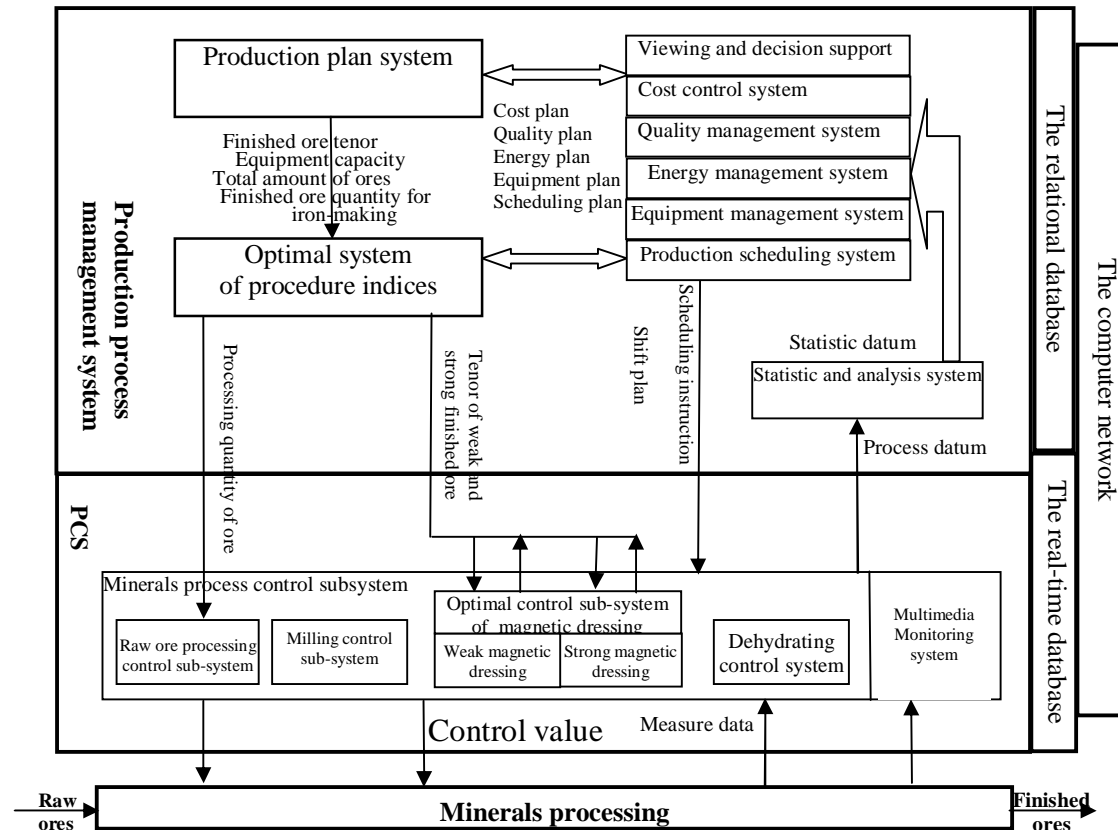 Production plan system
Viewing and decision support
Cost control system
Quality management system
Energy management system
Equipment management system
Production scheduling system
Cost plan
Quality plan
Energy plan
Equipment plan
Scheduling plan
Finished ore tenor
Equipment capacity
Total amount of ores
Finished ore quantity for
iron-making
Optimal system
of procedure indices
Production process
management system
Processing quantity of ore
Tenor of weak and
strong finished ore
Shift plan
Scheduling instruction
Statistic datum
Statistic and analysis system
Process datum
The relational database
The computer network
The real-time database
PCS
Minerals process control subsystem
Raw ore processing
control sub-system
Milling control
sub-system
Optimal control sub-system
of magnetic dressing
Weak magnetic
dressing
Strong magnetic
dressing
Dehydrating
control system
Multimedia
Monitoring
system
Control value
Measure data
Raw
ores
Minerals processing
Finished
ores